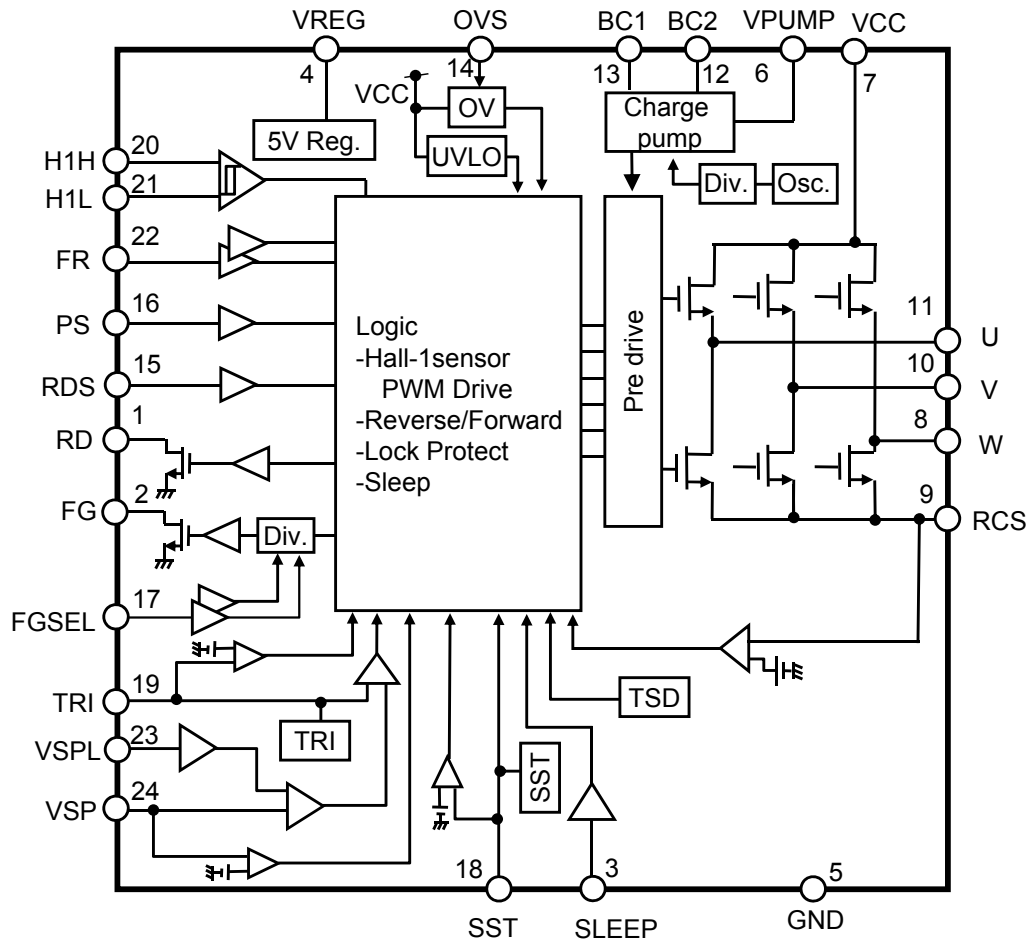 VREG
OVS
BC1
BC2
VPUMP
VCC
4
14
13
12
6
7
VCC
OV
Charge
pump
5V Reg.
UVLO
Div.
Osc.
H1H
20
H1L
21
FR
22
PS
16
RDS
15
RD
1
FG
2
Div.
FGSEL
17
TRI
19
TRI
VSPL
23
VSP
24
Logic
-Hall-1sensor
PWM Drive
-Reverse/Forward
-Lock Protect
-Sleep
Pre drive
11
U
10
V
8
W
9
RCS
TSD
SST
18
3
5
SST
SLEEP
GND